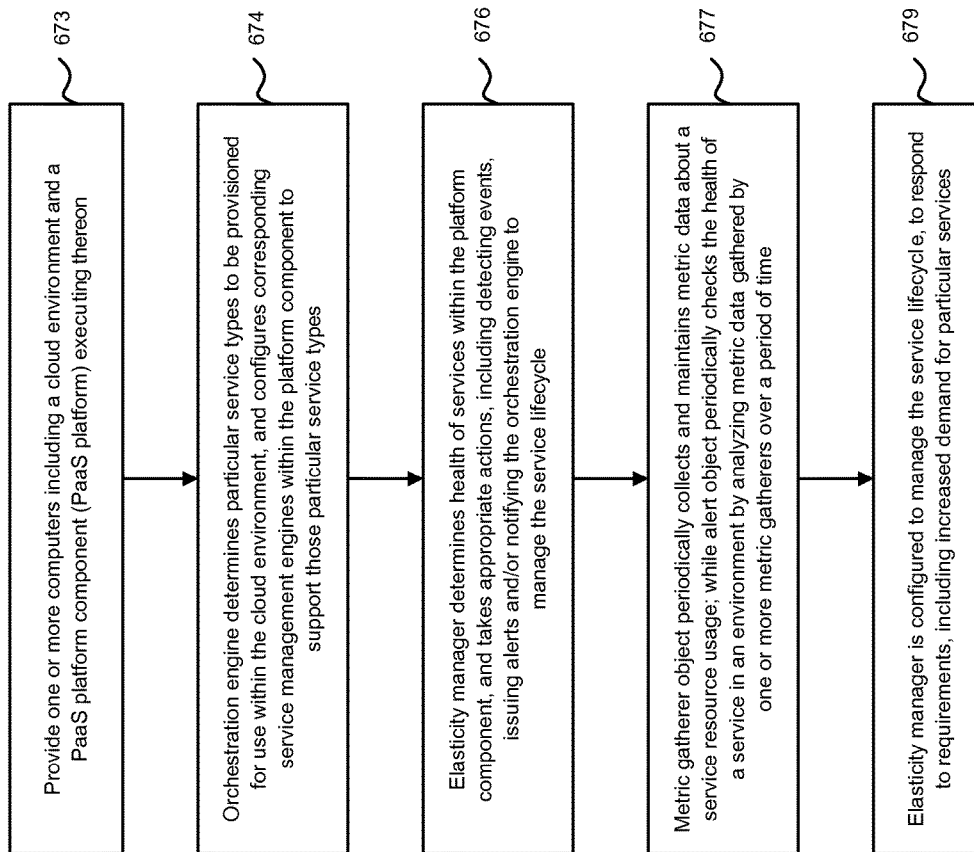 Provide one or more computers including a cloud environment and a
PaaS platform component (PaaS platform) executing thereon
673
Orchestration engine determines particular service types to be provisioned
for use within the cloud environment, and configures corresponding
service management engines within the platform component to
support those particular service types
674
Elasticity manager determines health of services within the platform
component, and takes appropriate actions, including detecting events,
issuing alerts and/or notifying the orchestration engine to
manage the service lifecycle
676
Metric gatherer object periodically collects and maintains metric data about a
service resource usage; while alert object periodically checks the health of
a service in an environment by analyzing metric data gathered by
one or more metric gatherers over a period of time
677
Elasticity manager is configured to manage the service lifecycle, to respond
to requirements, including increased demand for particular services
679